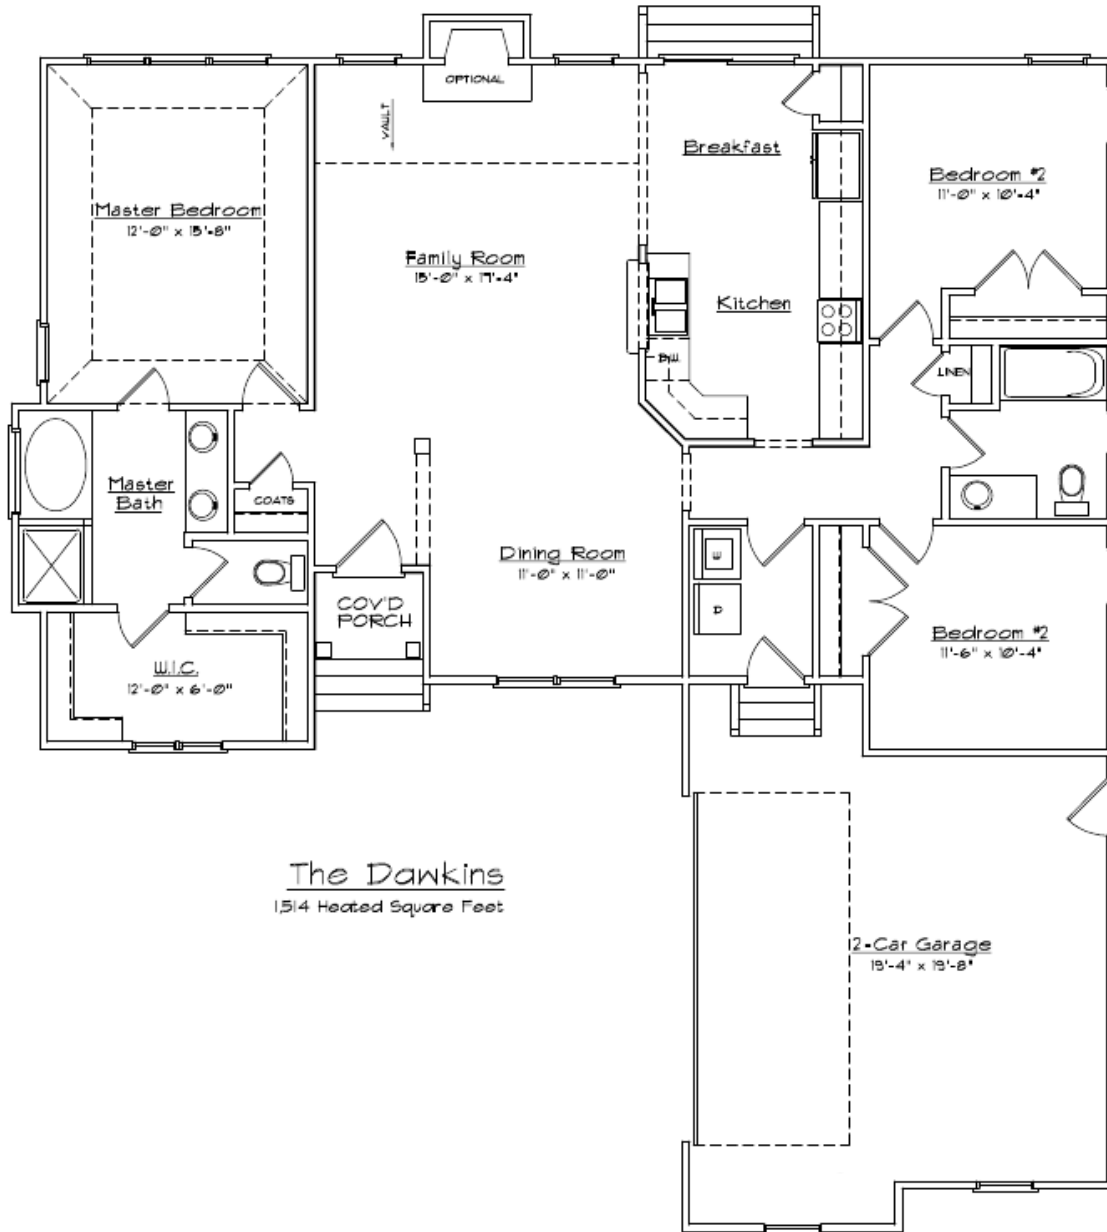 OPTIONAL
VAULT
Breakfast
Bedroom #2
11'-0" x 10'-4"
Master Bedroom
12'-0" x 15'-8"
Family Room
15'-0" x 17'-4"
Kitchen
D.W.
LINEN
Master
Bath
COATS
Dining Room
11'-0" x 11'-0"
W
D
COV'D
PORCH
Bedroom #2
11'-6" x 10'-4"
W.I.C.
12'-0" x 6'-0"
The Dawkins
1,514 Heated Square Feet
2-Car Garage
19'-4" x 19'-8"